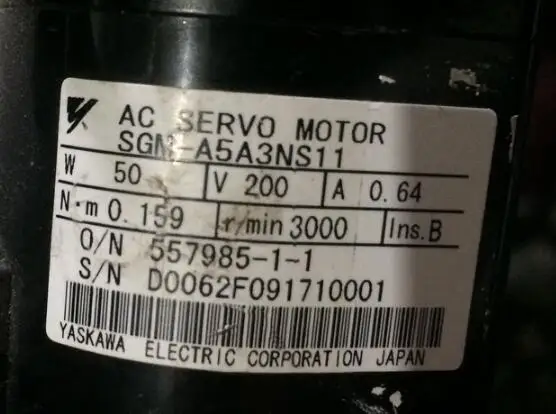 AC SERVO MOTOR
SGM-A5A3NS11
W 50 V 200 A 0.64
N·m 0.159 r/min 3000 Ins.B
O/N 557985-1-1
S/N D0062F091710001
YASKAWA ELECTRIC CORPORATION JAPAN